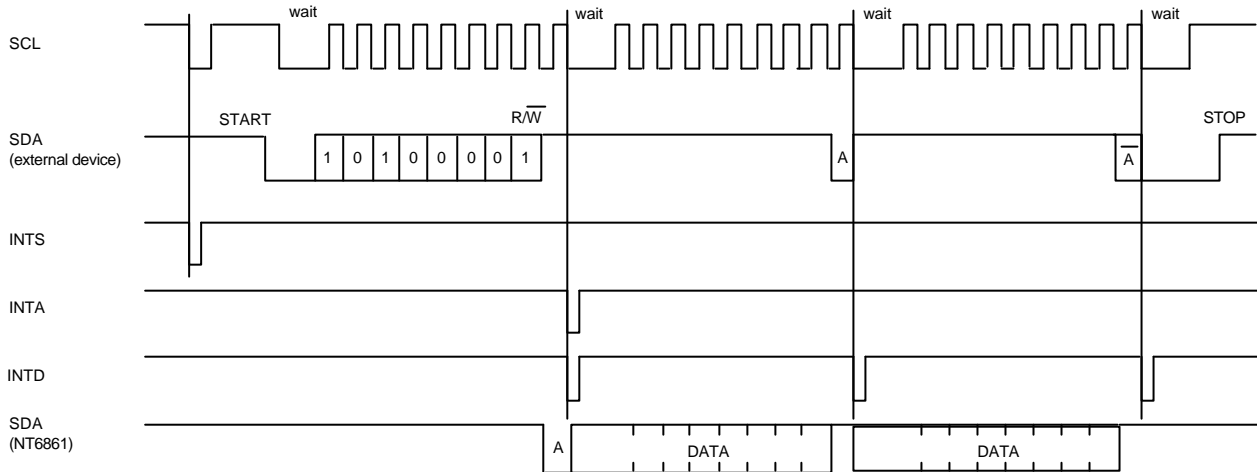 wait wait wait wait
SCL
START R/W̅ STOP
SDA
(external device)
1 0 1 0 0 0 0 1 A A̅
INTS
INTA
INTD
SDA
(NT6861)
A DATA DATA